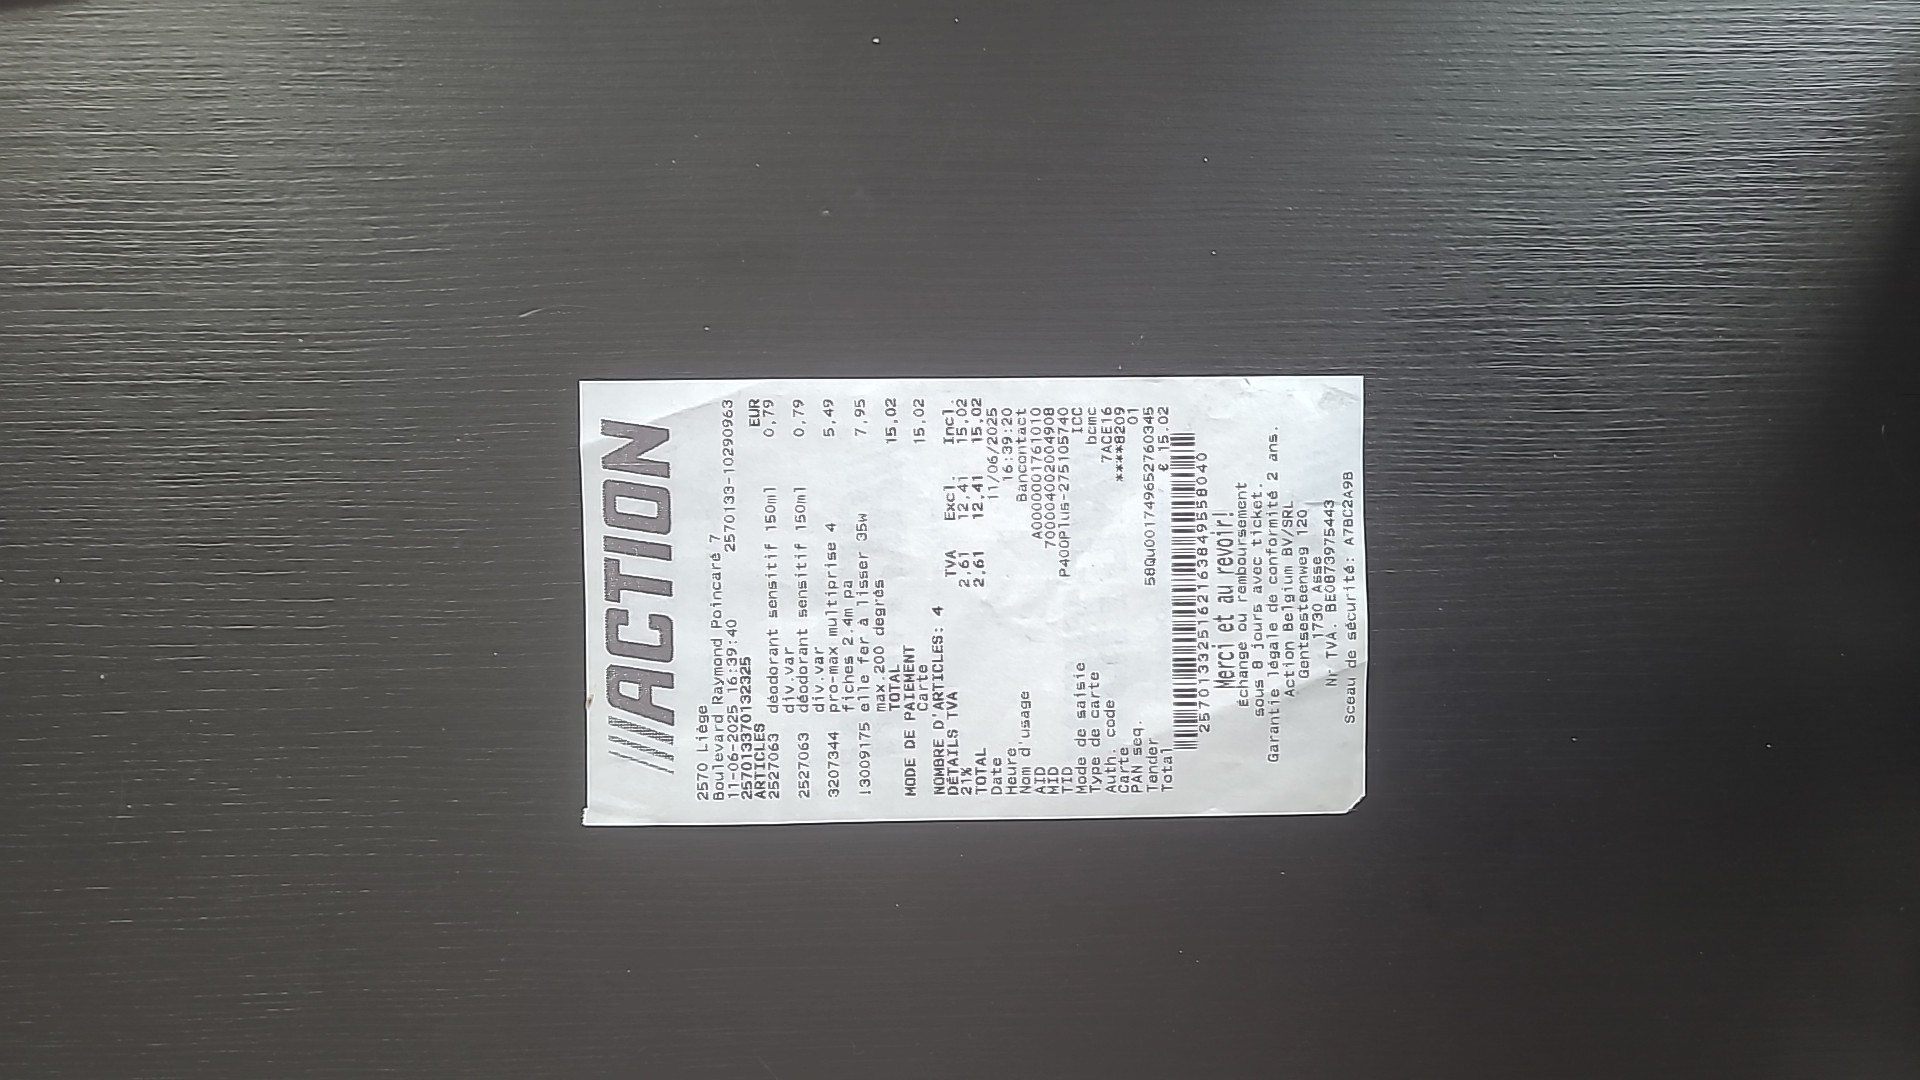 ACTION
2570 Liège
Boulevard Raymond Poincaré 7
11-06-2025 16:39:40 2570133-10290963
2570133701323​25
ARTICLES EUR
2527063 déodorant sensitif 150ml 0,79
div.var
2527063 déodorant sensitif 150ml 0,79
div.var
3207344 pro-max multiprise 4 5,49
fiches 2.4m pa
13009175 elle fer à lisser 35w 7,95
max.200 degrés
TOTAL 15,02
MODE DE PAIEMENT
Carte 15,02
NOMBRE D'ARTICLES: 4
DÉTAILS TVA TVA Excl. Incl.
21% 2,61 12,41 15,02
TOTAL 2,61 12,41 15,02
Date 11/06/2025
Heure 16:39:20
Nom d'usage Bancontact
AID A0000001761010
MID 7000040020049​08
TID P400Plus-275105740
Mode de saisie ICC
Type de carte bcmc
Auth. code 7ACE16
Carte ****8209
PAN seq. 01
Tender 58Qu001749652760345
Total € 15.02
25701332516216384955804​0
Merci et au revoir!
Échange ou remboursement
sous 8 jours avec ticket.
Garantie légale de conformité 2 ans.
Action Belgium BV/SRL
Gentsesteenweg 120
1730 Asse
Nr TVA. BE0873975443
Sceau de sécurité: A7BC2A9B